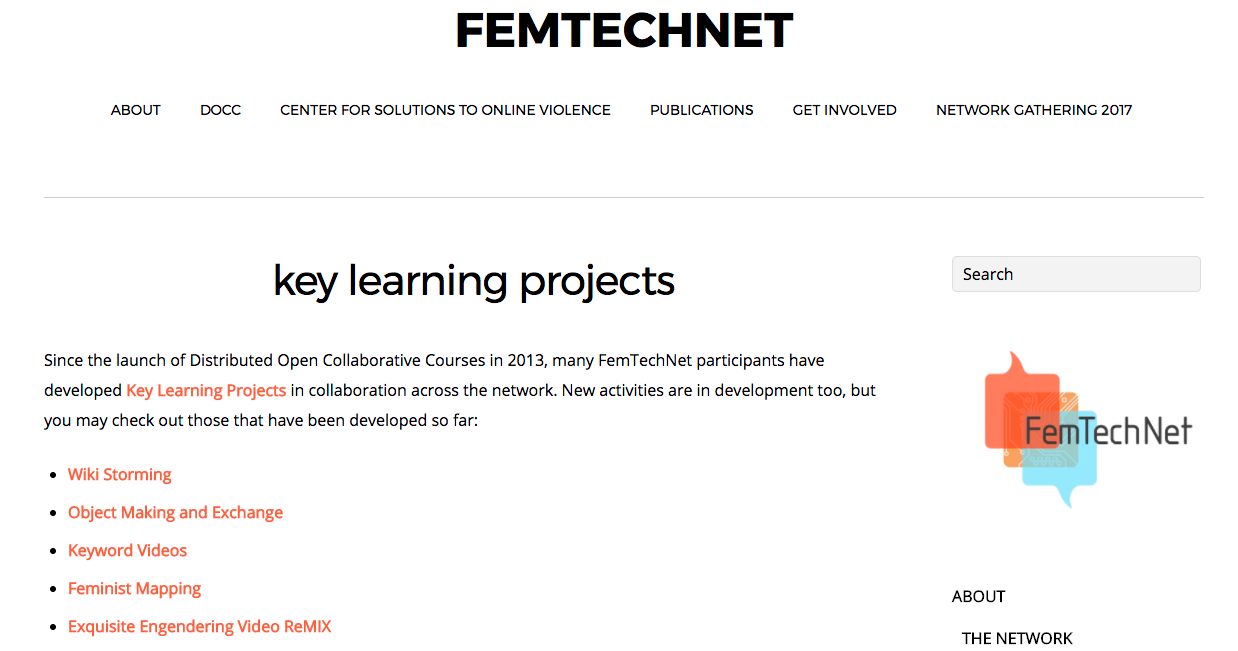 FEMTECHNET
ABOUT DOCC CENTER FOR SOLUTIONS TO ONLINE VIOLENCE PUBLICATIONS GET INVOLVED NETWORK GATHERING 2017
key learning projects
Since the launch of Distributed Open Collaborative Courses in 2013, many FemTechNet participants have
developed Key Learning Projects in collaboration across the network. New activities are in development too, but
you may check out those that have been developed so far:
• Wiki Storming
• Object Making and Exchange
• Keyword Videos
• Feminist Mapping
• Exquisite Engendering Video ReMIX
Search
FemTechNet
ABOUT
THE NETWORK